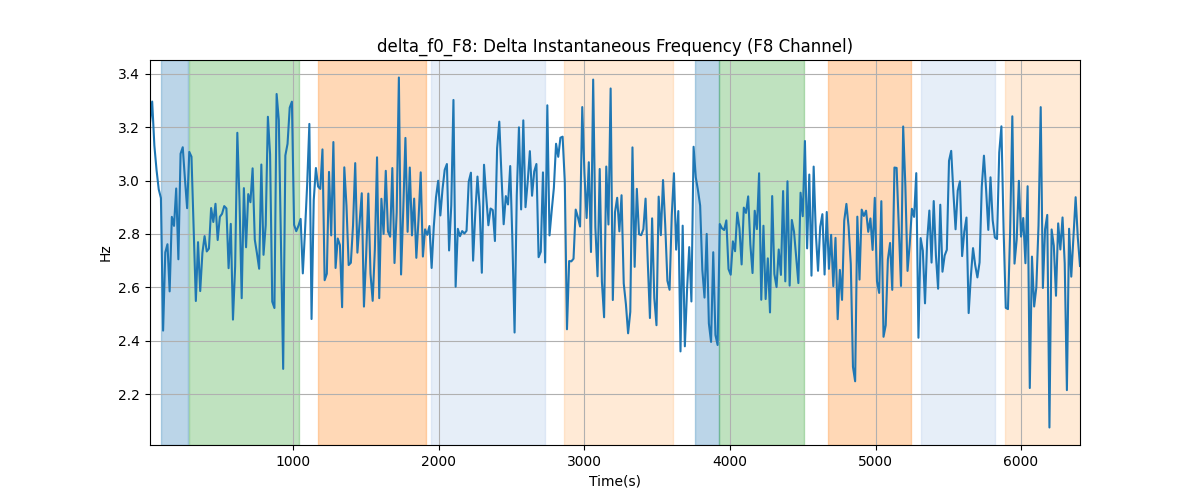 delta_f0_F8: Delta Instantaneous Frequency (F8 Channel)
3.4
3.2
3.0
2.8
2.6
2.4
2.2
Hz
1000 2000 3000 4000 5000 6000
Time(s)